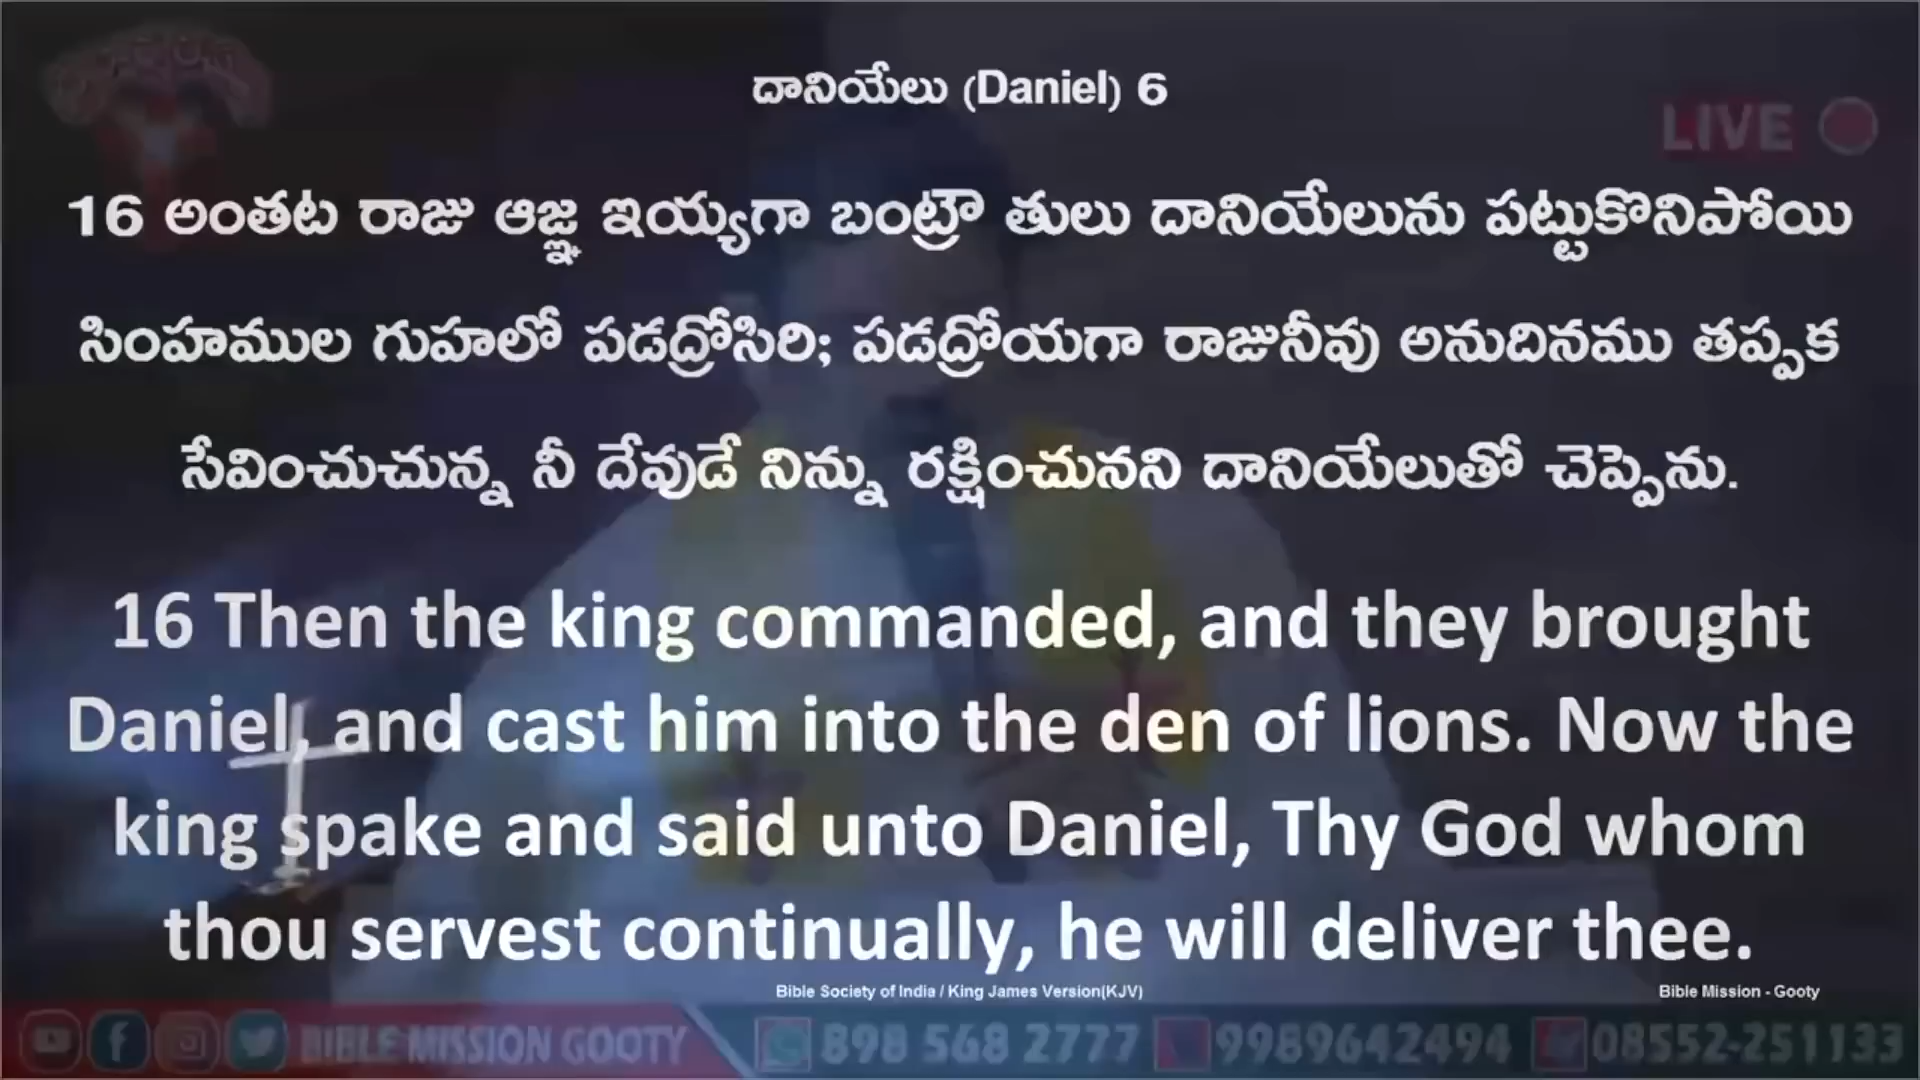 దానియేలు (Daniel) 6
LIVE
16 అంతట రాజు ఆజ్ఞ ఇయ్యగా బంట్రౌ తులు దానియేలును పట్టుకొనిపోయి
సింహముల గుహలో పడద్రోసిరి; పడద్రోయగా రాజునీవు అనుదినము తప్పక
సేవించుచున్న నీ దేవుడే నిన్ను రక్షించునని దానియేలుతో చెప్పెను.
16 Then the king commanded, and they brought
Daniel, and cast him into the den of lions. Now the
king spake and said unto Daniel, Thy God whom
thou servest continually, he will deliver thee.
Bible Society of India / King James Version(KJV)
Bible Mission - Gooty
BIBLE MISSION GOOTY 898 568 2777 9989642494 08552-251133